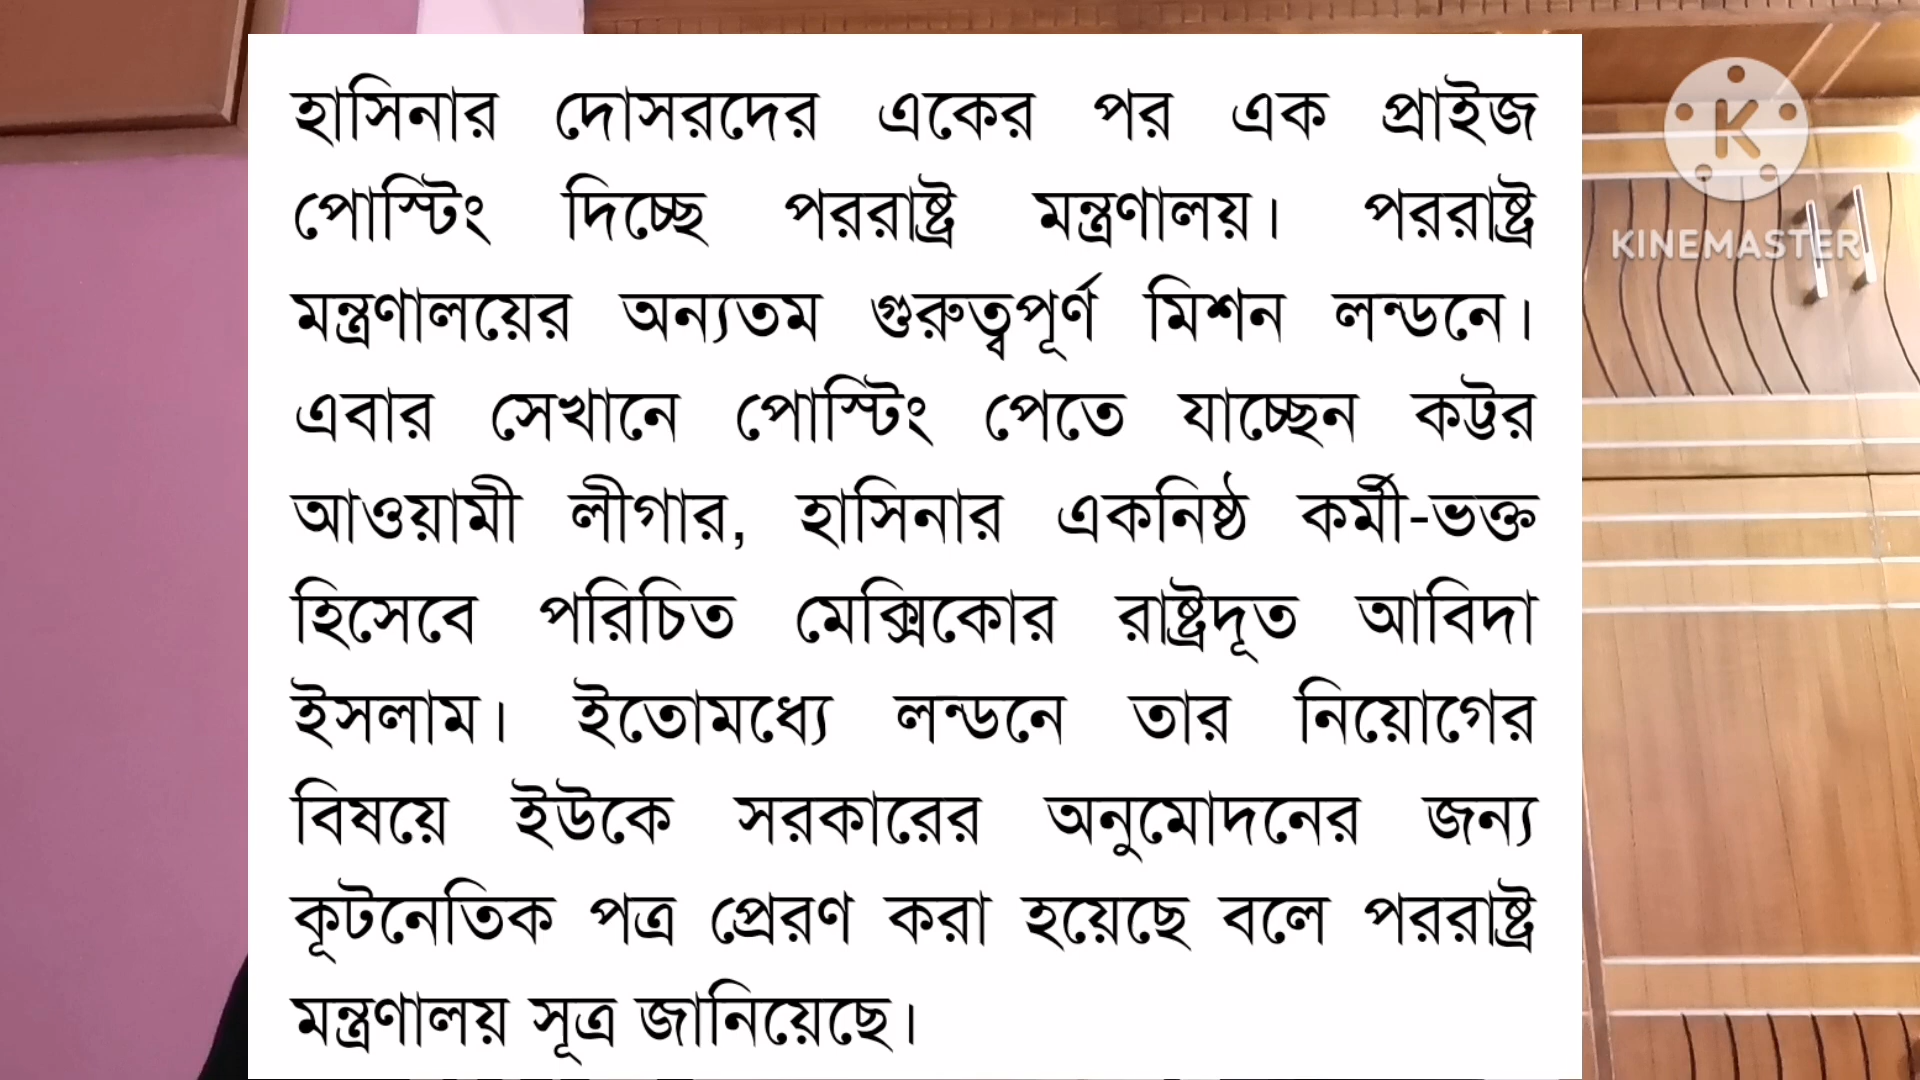 হাসিনার দোসরদের একের পর এক প্রাইজ
পোস্টিং দিচ্ছে পররাষ্ট্র মন্ত্রণালয়। পররাষ্ট্র
মন্ত্রণালয়ের অন্যতম গুরুত্বপূর্ণ মিশন লন্ডনে।
এবার সেখানে পোস্টিং পেতে যাচ্ছেন কট্টর
আওয়ামী লীগার, হাসিনার একনিষ্ঠ কর্মী-ভক্ত
হিসেবে পরিচিত মেক্সিকোর রাষ্ট্রদূত আবিদা
ইসলাম। ইতোমধ্যে লন্ডনে তার নিয়োগের
বিষয়ে ইউকে সরকারের অনুমোদনের জন্য
কূটনেতিক পত্র প্রেরণ করা হয়েছে বলে পররাষ্ট্র
মন্ত্রণালয় সূত্র জানিয়েছে।
K
KINEMASTER